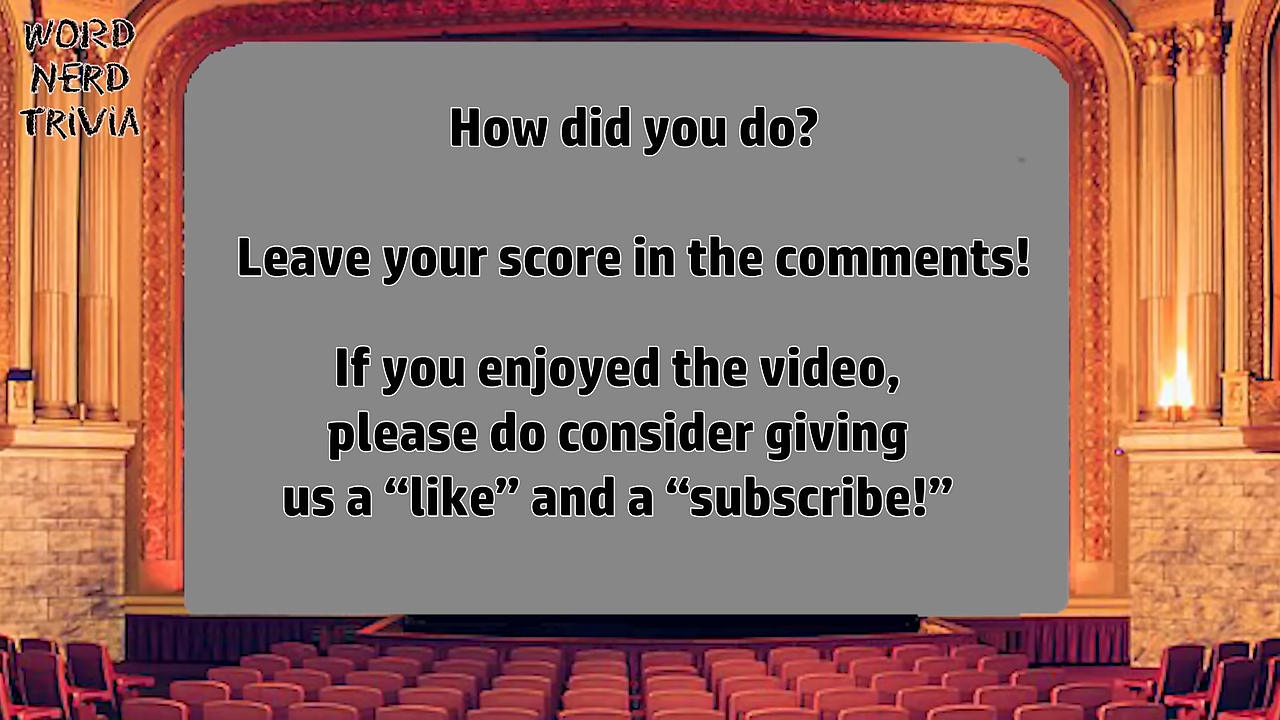 WORD
NERD
TRiViA
How did you do?
Leave your score in the comments!
If you enjoyed the video,
please do consider giving
us a “like” and a “subscribe!”